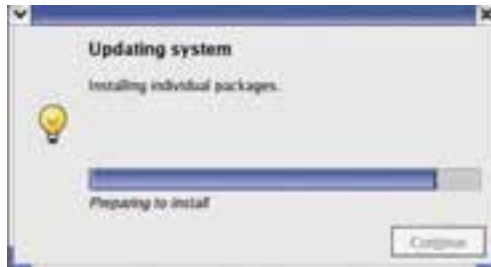 Updating system
Installing individual packages.
Preparing to install
Continue